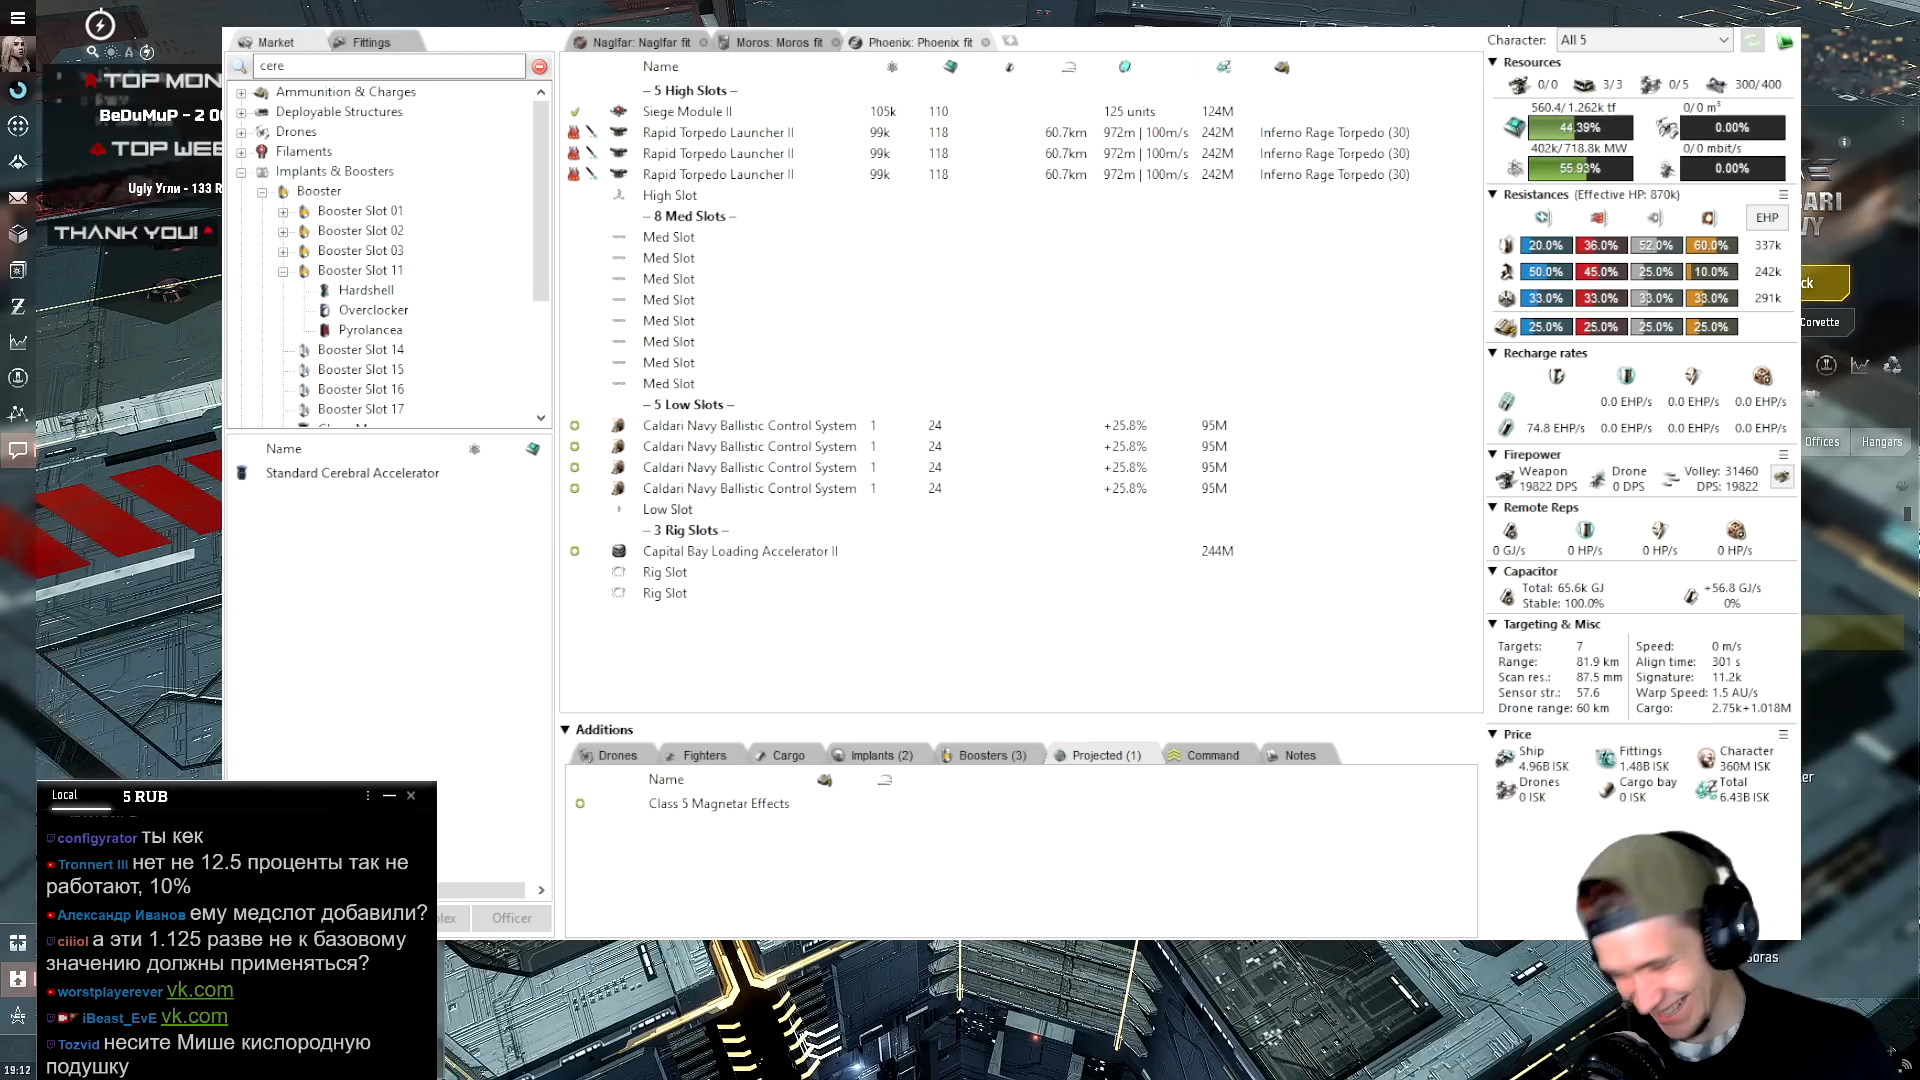 TOP MON
BeDuMuP - 2 0
TOP WEE
Ugly Угли - 133 R
THANK YOU!
Market
Fittings
cere
Ammunition & Charges
Deployable Structures
Drones
Filaments
Implants & Boosters
Booster
Booster Slot 01
Booster Slot 02
Booster Slot 03
Booster Slot 11
Hardshell
Overclocker
Pyrolancea
Booster Slot 14
Booster Slot 15
Booster Slot 16
Booster Slot 17
Name
Standard Cerebral Accelerator
Officer
Naglfar: Naglfar fit
Moros: Moros fit
Phoenix: Phoenix fit
Name
– 5 High Slots –
Siege Module II 105k 110 125 units 124M
Rapid Torpedo Launcher II 99k 118 60.7km 972m | 100m/s 242M Inferno Rage Torpedo (30)
Rapid Torpedo Launcher II 99k 118 60.7km 972m | 100m/s 242M Inferno Rage Torpedo (30)
Rapid Torpedo Launcher II 99k 118 60.7km 972m | 100m/s 242M Inferno Rage Torpedo (30)
High Slot
– 8 Med Slots –
Med Slot
Med Slot
Med Slot
Med Slot
Med Slot
Med Slot
Med Slot
Med Slot
– 5 Low Slots –
Caldari Navy Ballistic Control System 1 24 +25.8% 95M
Caldari Navy Ballistic Control System 1 24 +25.8% 95M
Caldari Navy Ballistic Control System 1 24 +25.8% 95M
Caldari Navy Ballistic Control System 1 24 +25.8% 95M
Low Slot
– 3 Rig Slots –
Capital Bay Loading Accelerator II 244M
Rig Slot
Rig Slot
Additions
Drones Fighters Cargo Implants (2) Boosters (3) Projected (1) Command Notes
Name
Class 5 Magnetar Effects
Character: All 5
Resources
0/0 3/3 0/5 300/400
560.4/1.262k tf 0/0 m³
44.39% 0.00%
402k/718.8k MW 0/0 mbit/s
55.93% 0.00%
Resistances (Effective HP: 870k)
EHP
20.0% 36.0% 52.0% 60.0% 337k
50.0% 45.0% 25.0% 10.0% 242k
33.0% 33.0% 33.0% 33.0% 291k
25.0% 25.0% 25.0% 25.0%
Recharge rates
0.0 EHP/s 0.0 EHP/s 0.0 EHP/s
74.8 EHP/s 0.0 EHP/s 0.0 EHP/s 0.0 EHP/s
Firepower
Weapon Drone Volley: 31460
19822 DPS 0 DPS DPS: 19822
Remote Reps
0 GJ/s 0 HP/s 0 HP/s 0 HP/s
Capacitor
Total: 65.6k GJ +56.8 GJ/s
Stable: 100.0% 0%
Targeting & Misc
Targets: 7 Speed: 0 m/s
Range: 81.9 km Align time: 301 s
Scan res.: 87.5 mm Signature: 11.2k
Sensor str.: 57.6 Warp Speed: 1.5 AU/s
Drone range: 60 km Cargo: 2.75k+1.018M
Price
Ship Fittings Character
4.96B ISK 1.48B ISK 360M ISK
Drones Cargo bay Total
0 ISK 0 ISK 6.43B ISK
Corvette
Offices Hangars
Local 5 RUB
configyrator ты кек
Tronnert III нет не 12.5 проценты так не
работают, 10%
Александр Иванов ему медслот добавили?
ciiiol а эти 1.125 разве не к базовому
значению должны применяться?
worstplayerever vk.com
iBeast_EvE vk.com
Tozvid несите Мише кислородную
подушку
19:12